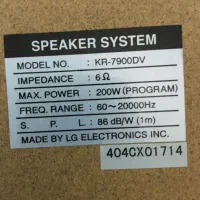 SPEAKER SYSTEM
MODEL NO. : KR-7900DV
IMPEDANCE : 6Ω
MAX. POWER : 200W (PROGRAM)
FREQ. RANGE : 60～20000Hz
S. P. L. : 86 dB/W (1m)
MADE BY LG ELECTRONICS INC.
404CX01714